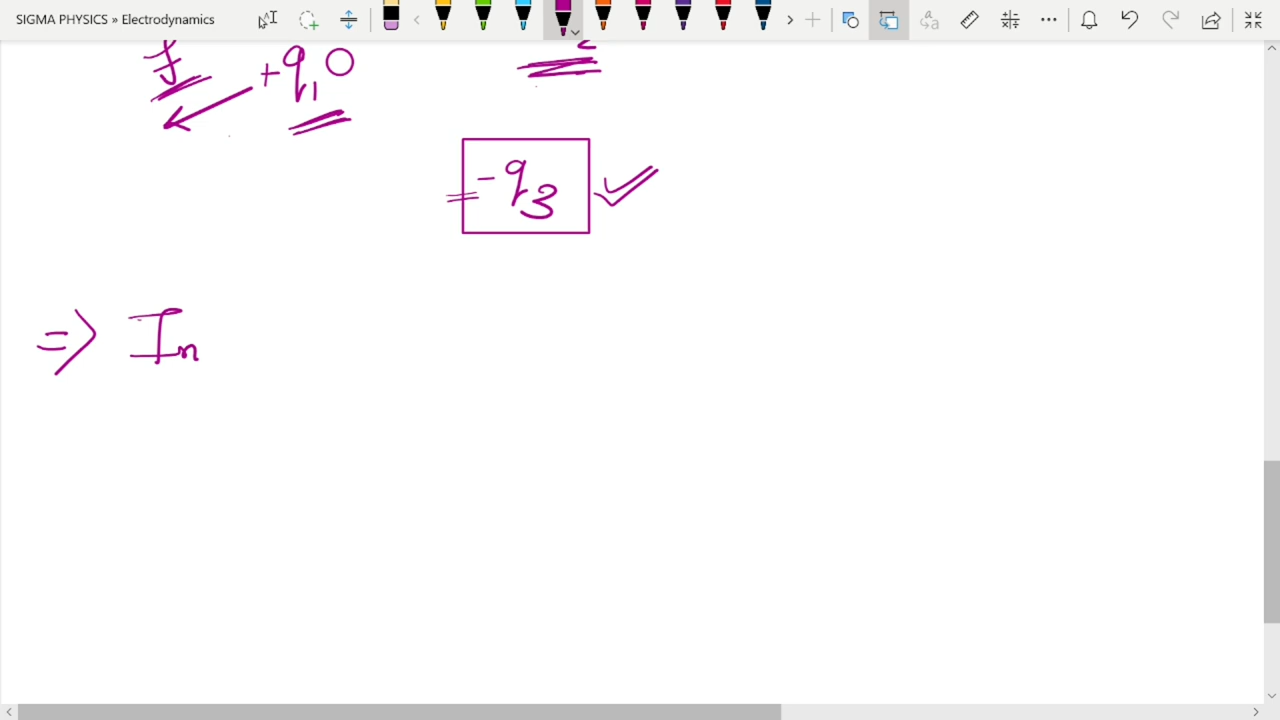 SIGMA PHYSICS » Electrodynamics
+q1
-q3
=> In